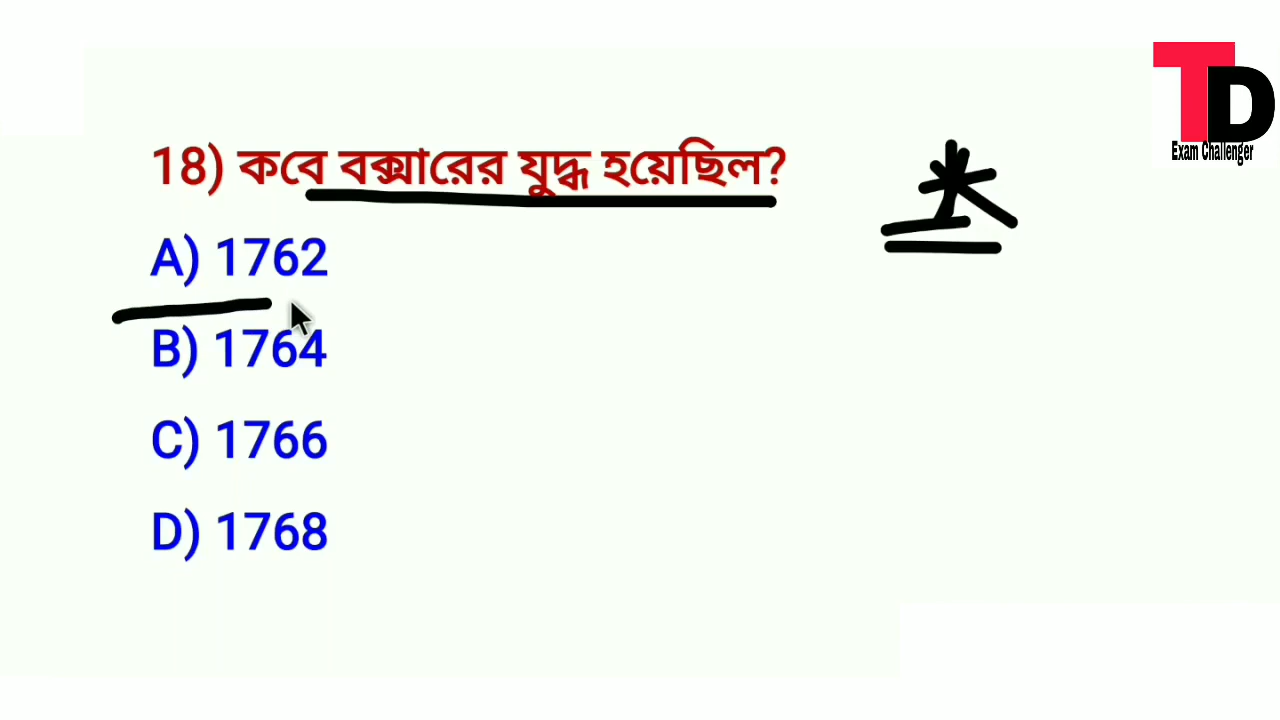 TD
Exam Challenger
18) কবে বক্সারের যুদ্ধ হয়েছিল?
A) 1762
B) 1764
C) 1766
D) 1768